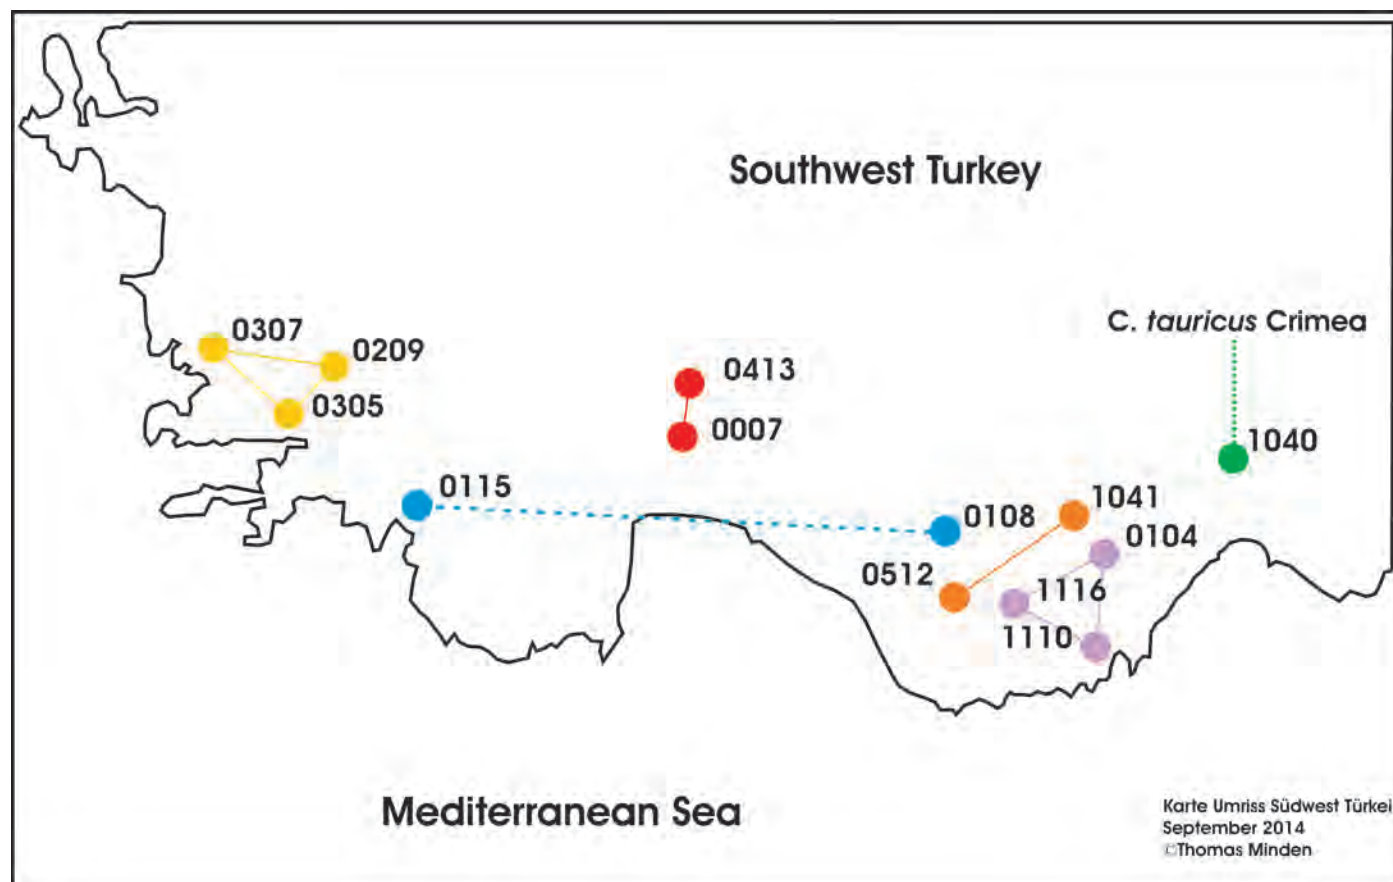 Southwest Turkey
C. tauricus Crimea
0307
0209
0305
0413
0007
1040
0115
1041
0108
0104
0512
1116
1110
Mediterranean Sea
Karte Umriss Südwest Türkei
September 2014
©Thomas Minden